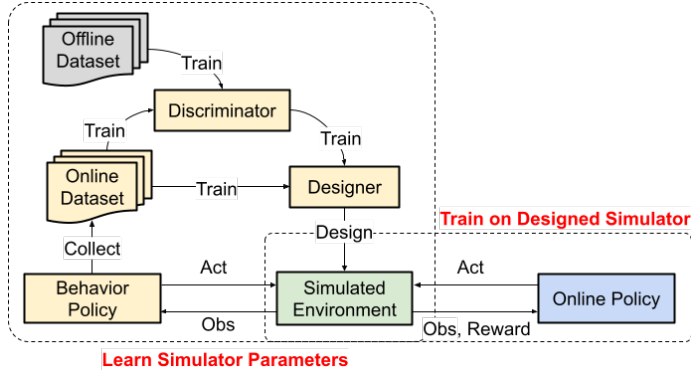 Offline
Dataset
Train
Discriminator
Train
Train
Online
Dataset
Train
Designer
Train on Designed Simulator
Collect
Design
Act
Act
Behavior
Policy
Simulated
Environment
Online Policy
Obs
Obs, Reward
Learn Simulator Parameters